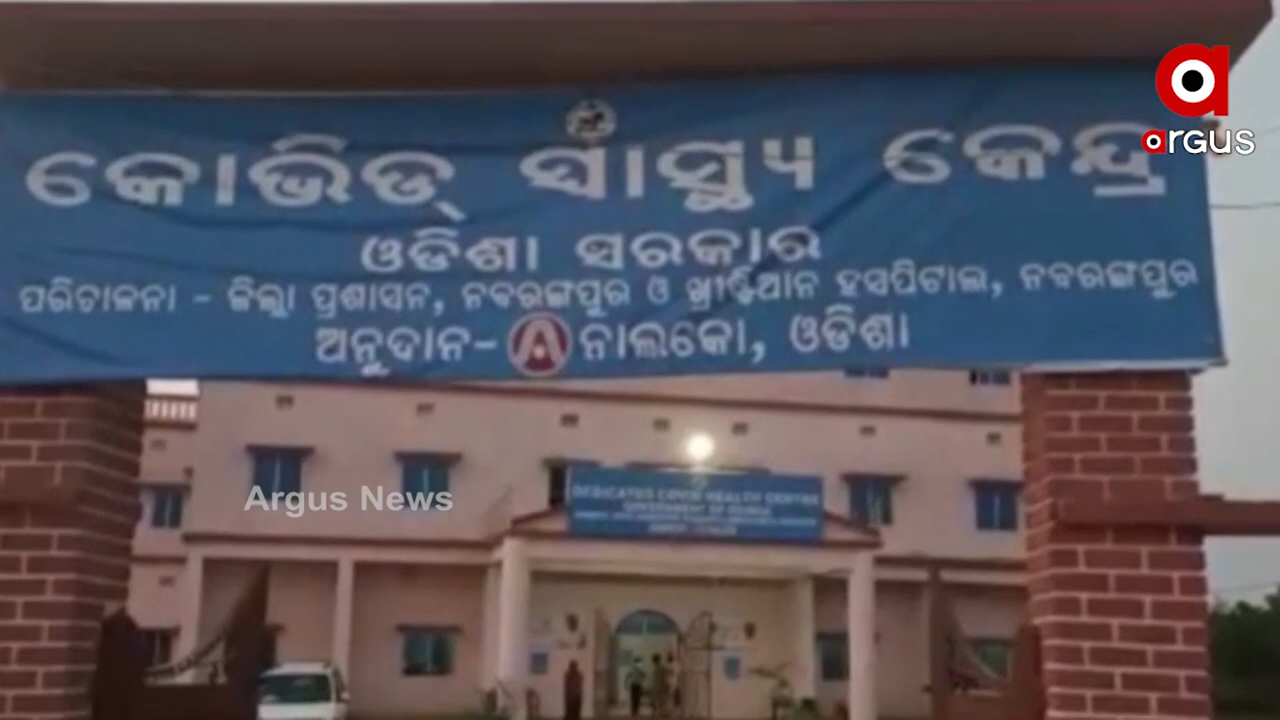 argus
କୋଭିଡ୍ ସ୍ୱାସ୍ଥ୍ୟ କେନ୍ଦ୍ର
ଓଡିଶା ସରକାର
ପରିଚାଳନା - ଜିଲ୍ଲା ପ୍ରଶାସନ, ନବରଙ୍ଗପୁର ଓ ଖ୍ରୀଷ୍ଟିଆନ ହସପିଟାଲ, ନବରଙ୍ଗପୁର
ଅନୁଦାନ- ନାଲକୋ, ଓଡିଶା
Argus News
DEDICATED COVID HEALTH CENTRE
GOVERNMENT OF ODISHA